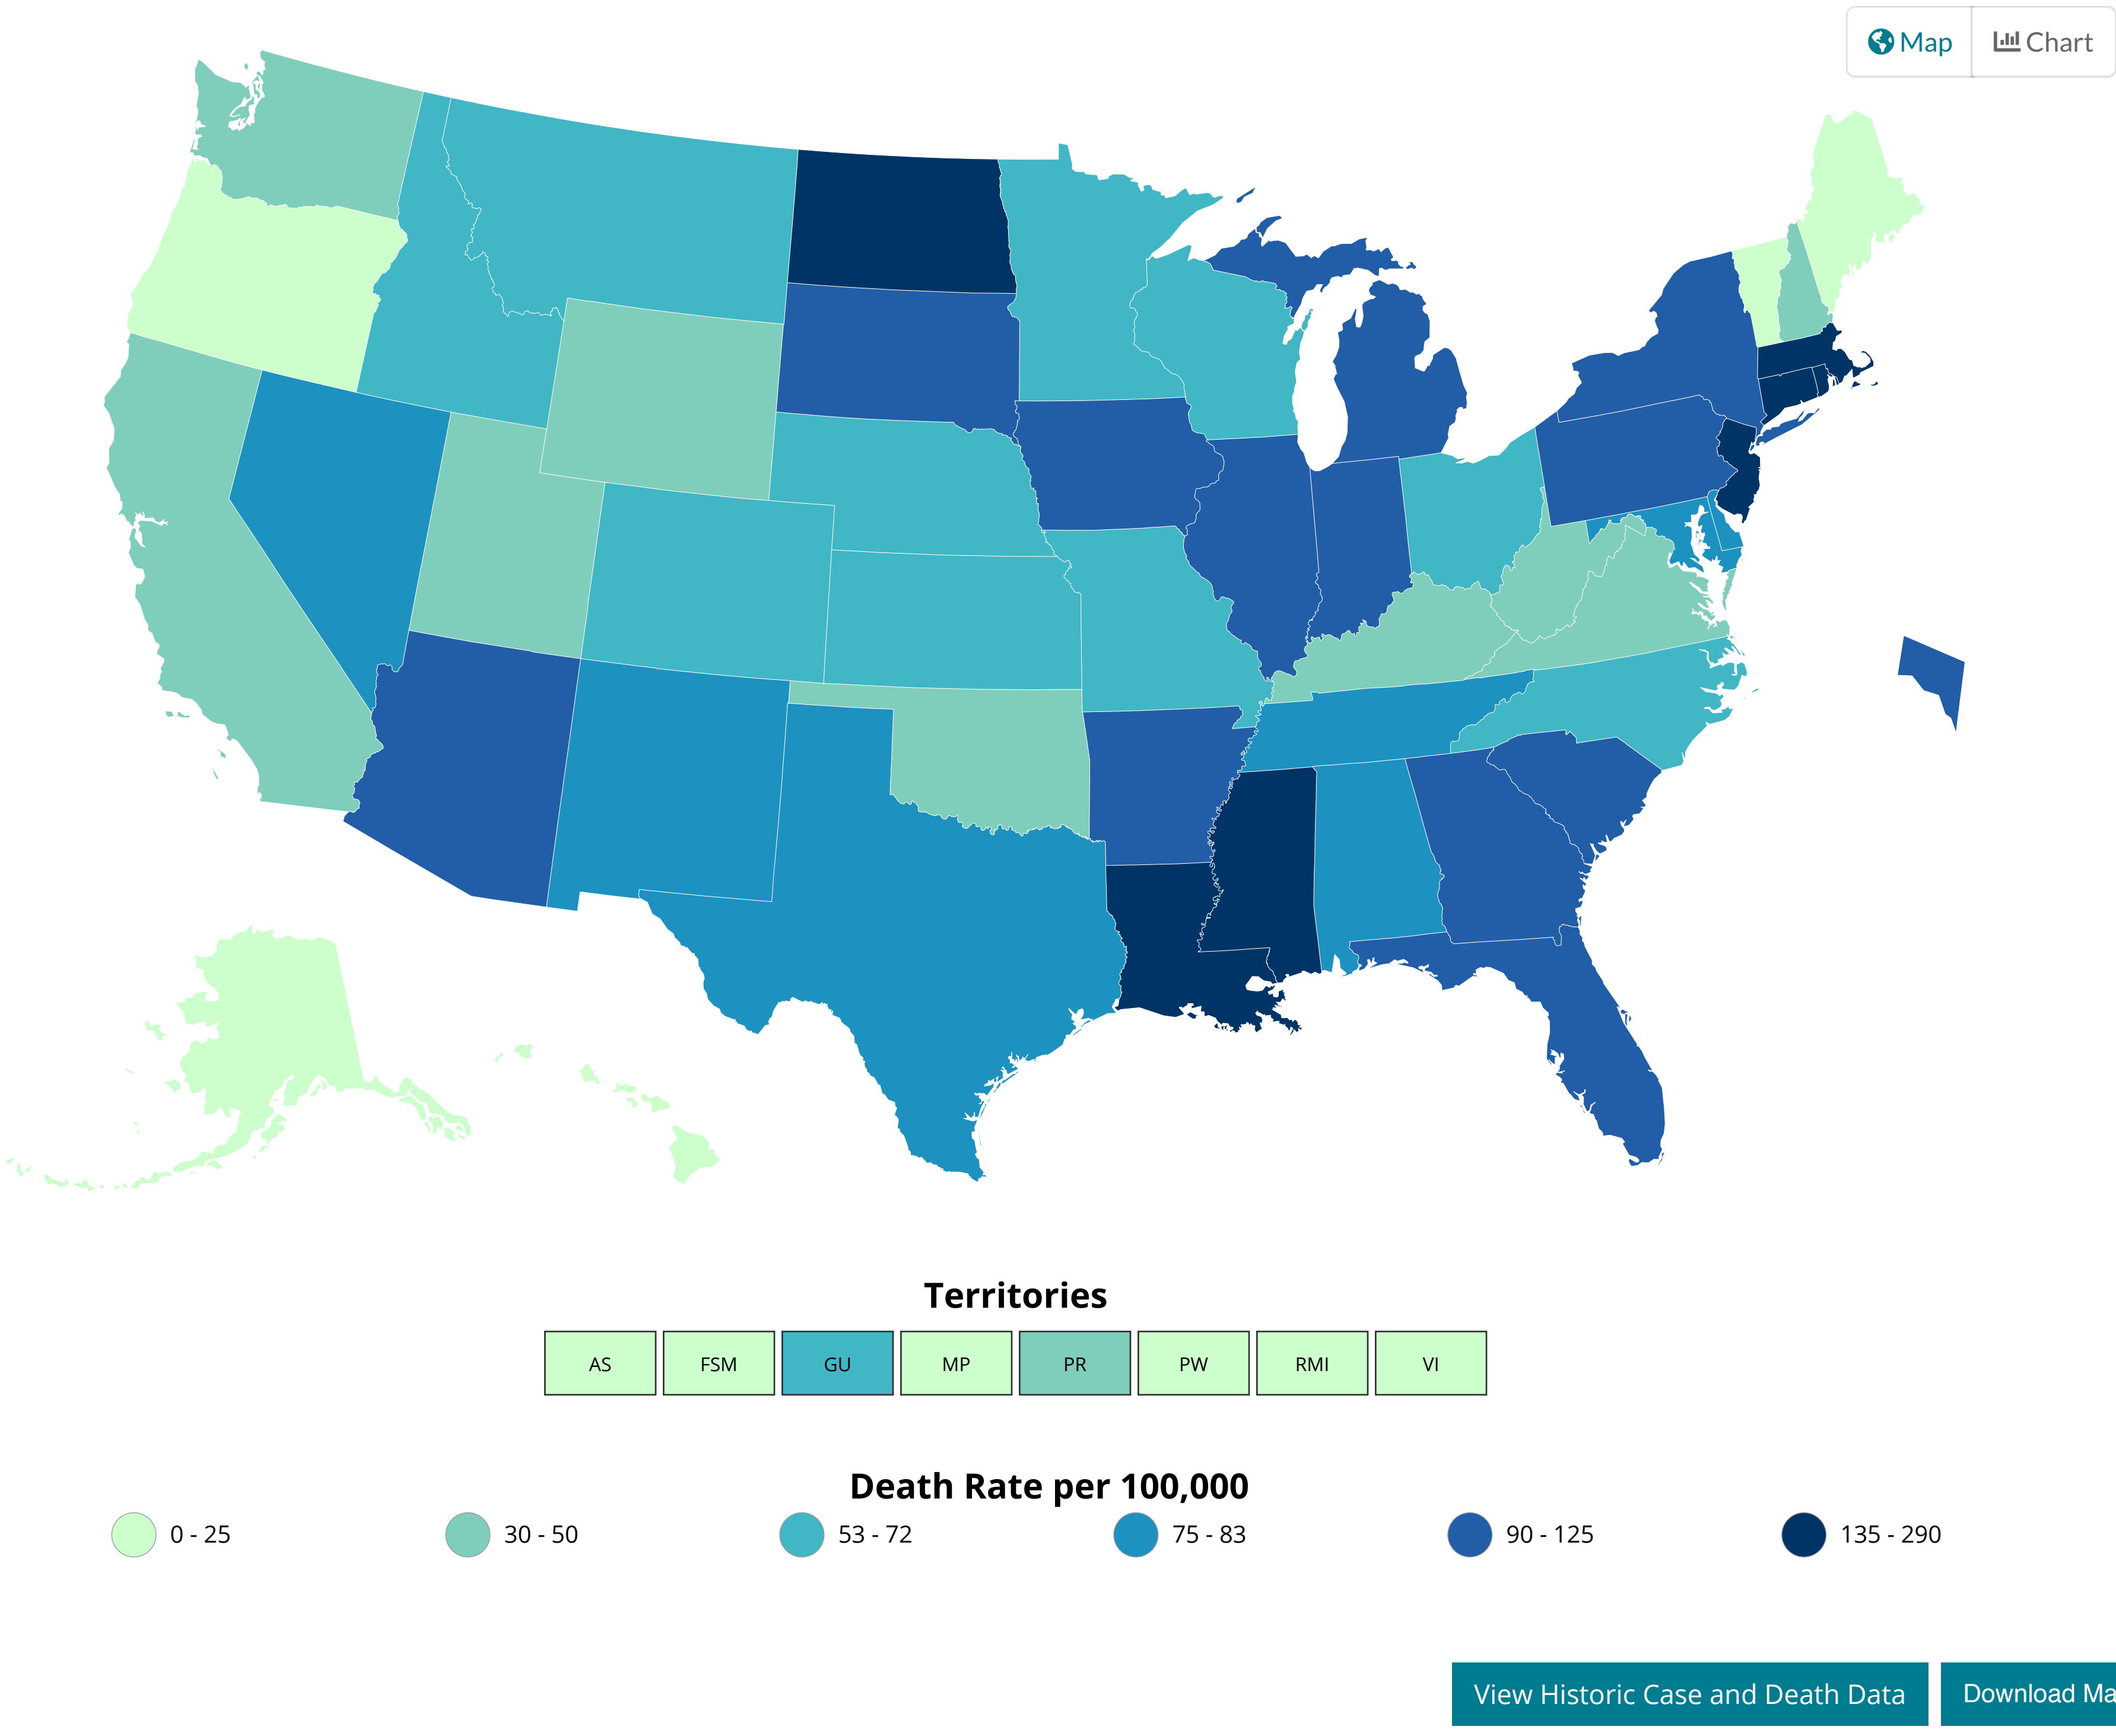 Map Chart
Territories
AS FSM GU MP PR PW RMI VI
Death Rate per 100,000
0 - 25 30 - 50 53 - 72 75 - 83 90 - 125 135 - 290
View Historic Case and Death Data Download Ma